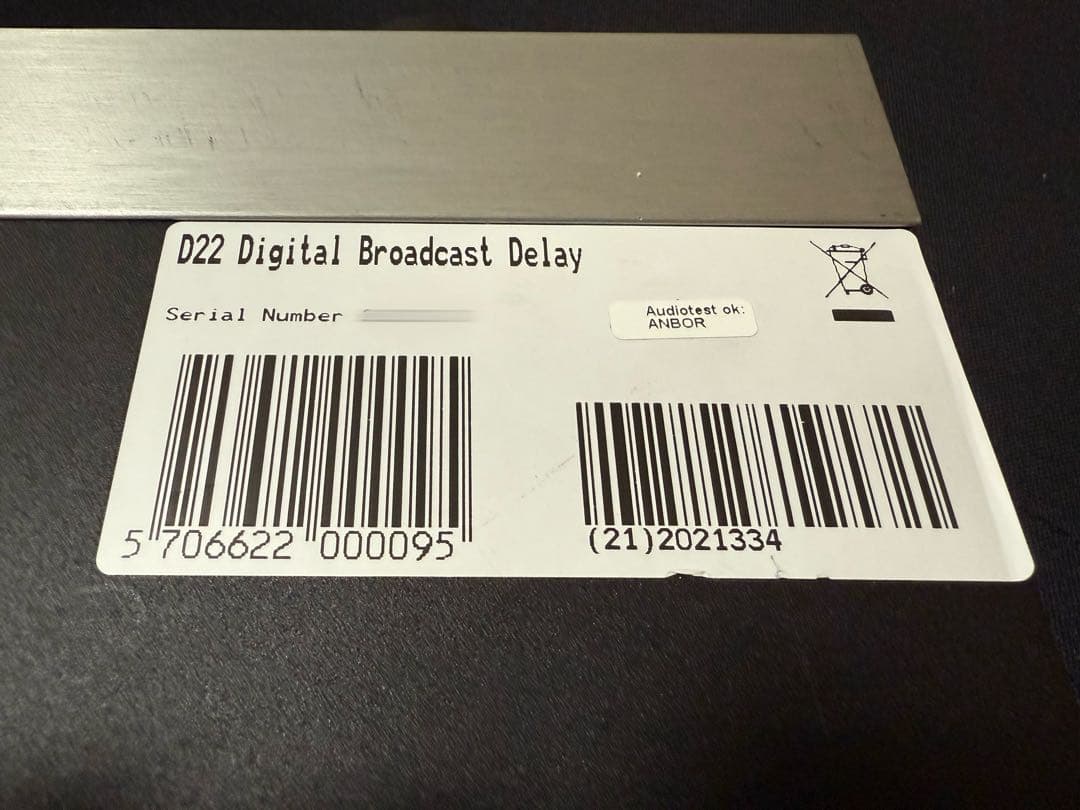 D22 Digital Broadcast Delay
Serial Number
Audiotest ok:
ANBOR
5 706622 000095
(21)2021334